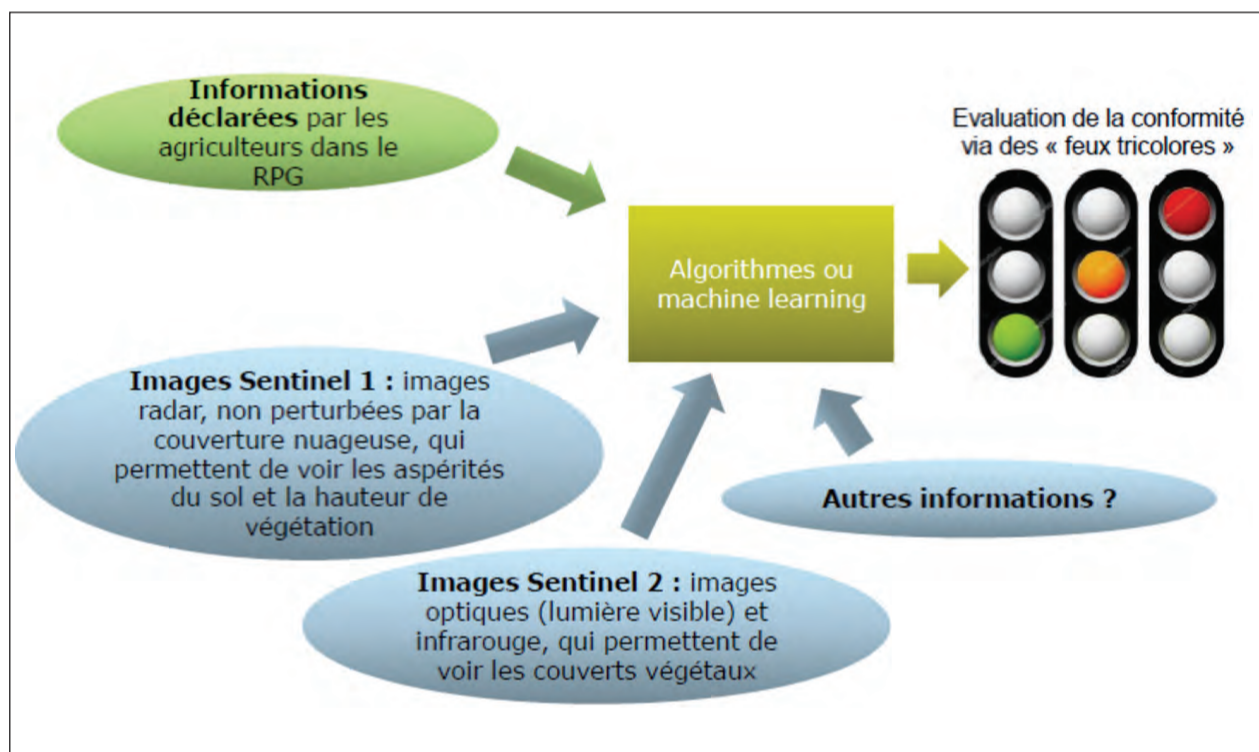 Informations
déclarées par les
agriculteurs dans le
RPG
Evaluation de la conformité
via des « feux tricolores »
Algorithmes ou
machine learning
Images Sentinel 1 : images
radar, non perturbées par la
couverture nuageuse, qui
permettent de voir les aspérités
du sol et la hauteur de
végétation
Autres informations ?
Images Sentinel 2 : images
optiques (lumière visible) et
infrarouge, qui permettent de
voir les couverts végétaux